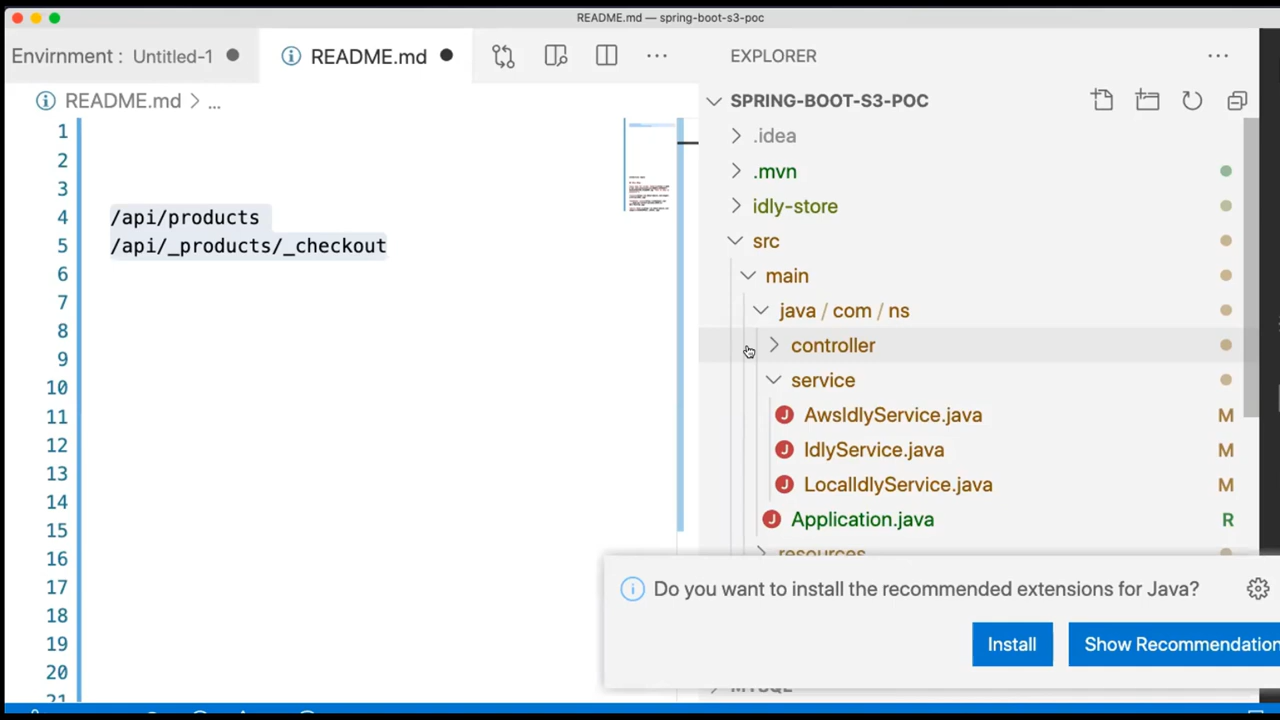 README.md — spring-boot-s3-poc
Envirnment : Untitled-1
README.md
EXPLORER
README.md > ...
SPRING-BOOT-S3-POC
1
2
3
4 /api/products
5 /api/_products/_checkout
6
7
8
9
10
11
12
13
14
15
16
17
18
19
20
21
.idea
.mvn
idly-store
src
main
java / com / ns
controller
service
AwsIdlyService.java M
IdlyService.java M
LocalIdlyService.java M
Application.java R
resources
Do you want to install the recommended extensions for Java?
Install
Show Recommendation
MYSQL